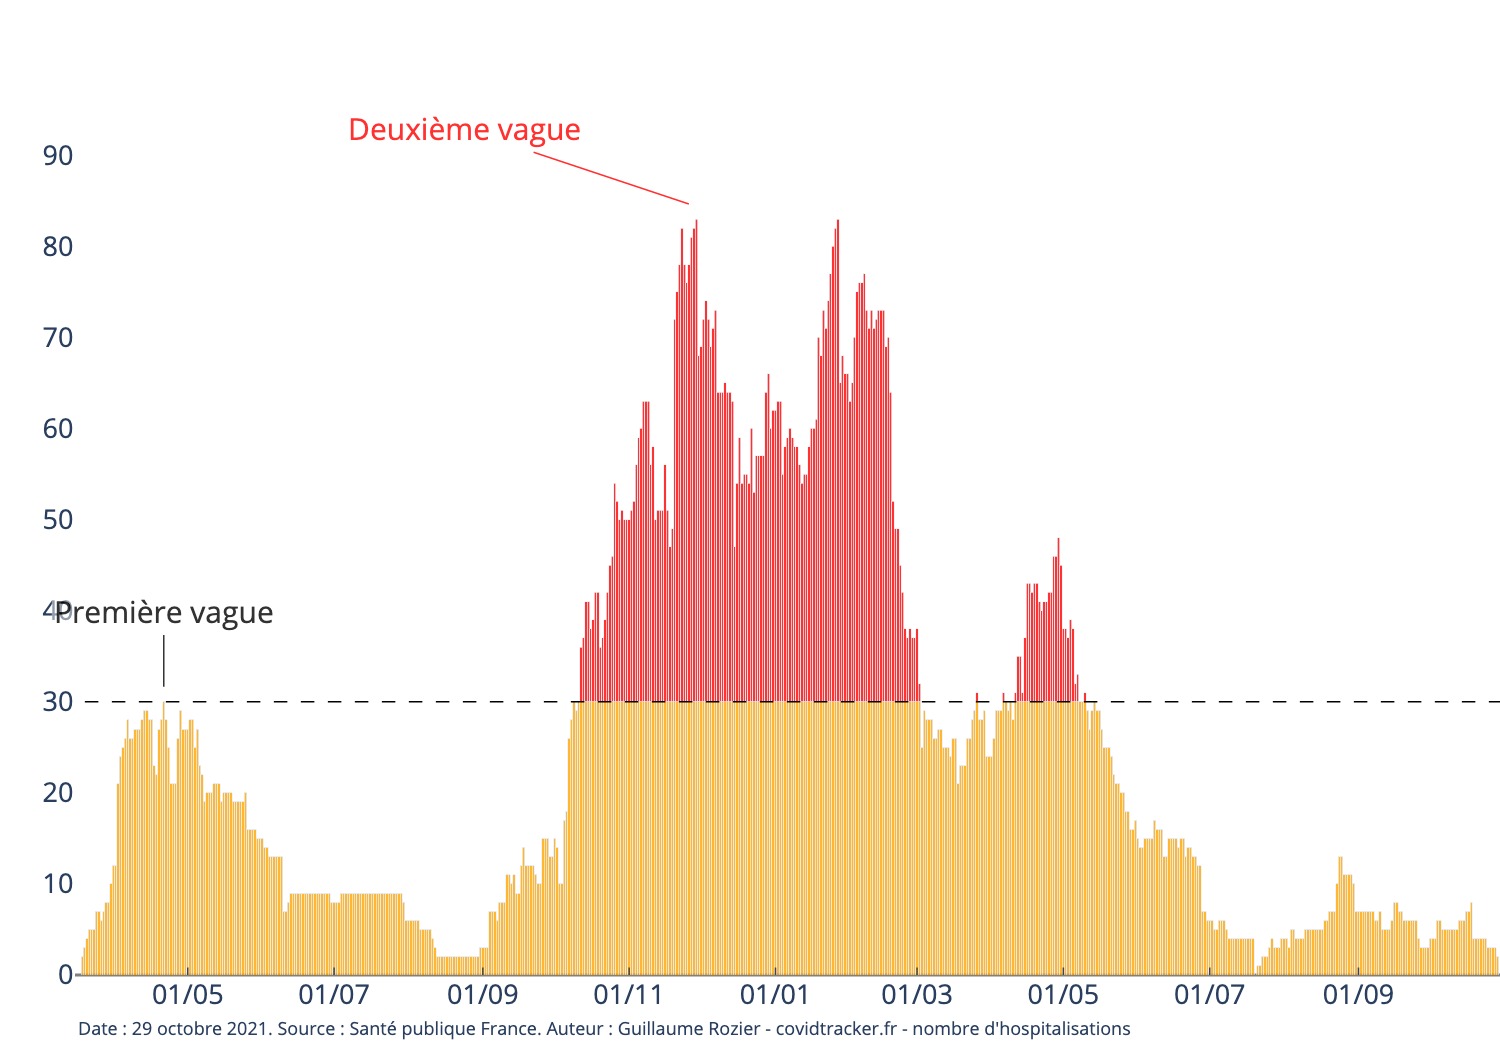 Deuxième vague
90
80
70
60
50
40
Première vague
30
20
10
0
01/05 01/07 01/09 01/11 01/01 01/03 01/05 01/07 01/09
Date : 29 octobre 2021. Source : Santé publique France. Auteur : Guillaume Rozier - covidtracker.fr - nombre d'hospitalisations